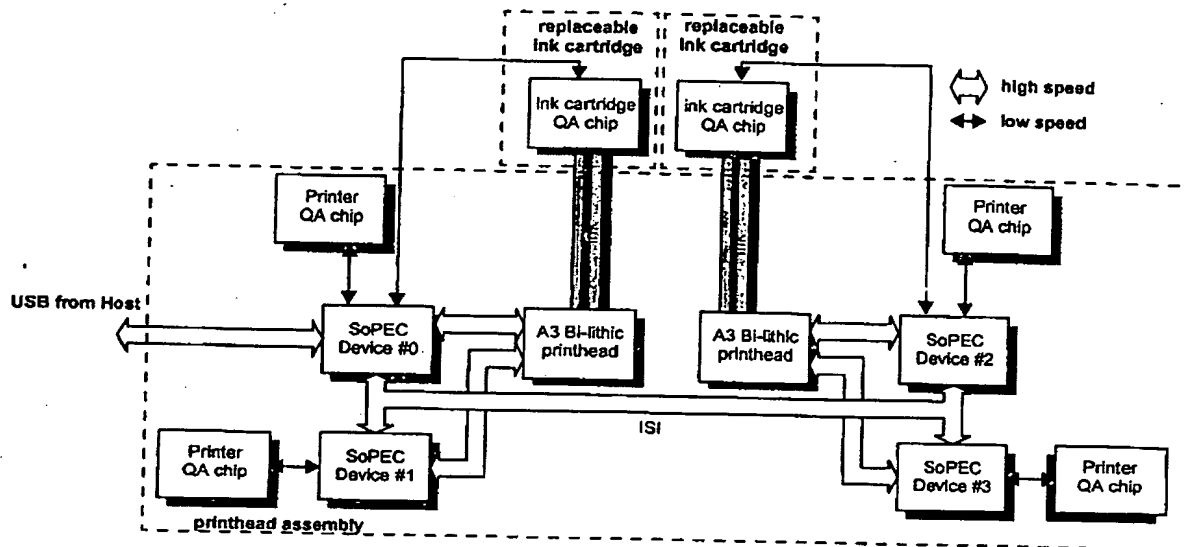 replaceable
ink cartridge
replaceable
ink cartridge
Ink cartridge
QA chip
ink cartridge
QA chip
high speed
low speed
Printer
QA chip
Printer
QA chip
USB from Host
SoPEC
Device #0
A3 Bi-lithic
printhead
A3 Bi-lithic
printhead
SoPEC
Device #2
ISI
Printer
QA chip
SoPEC
Device #1
SoPEC
Device #3
Printer
QA chip
printhead assembly